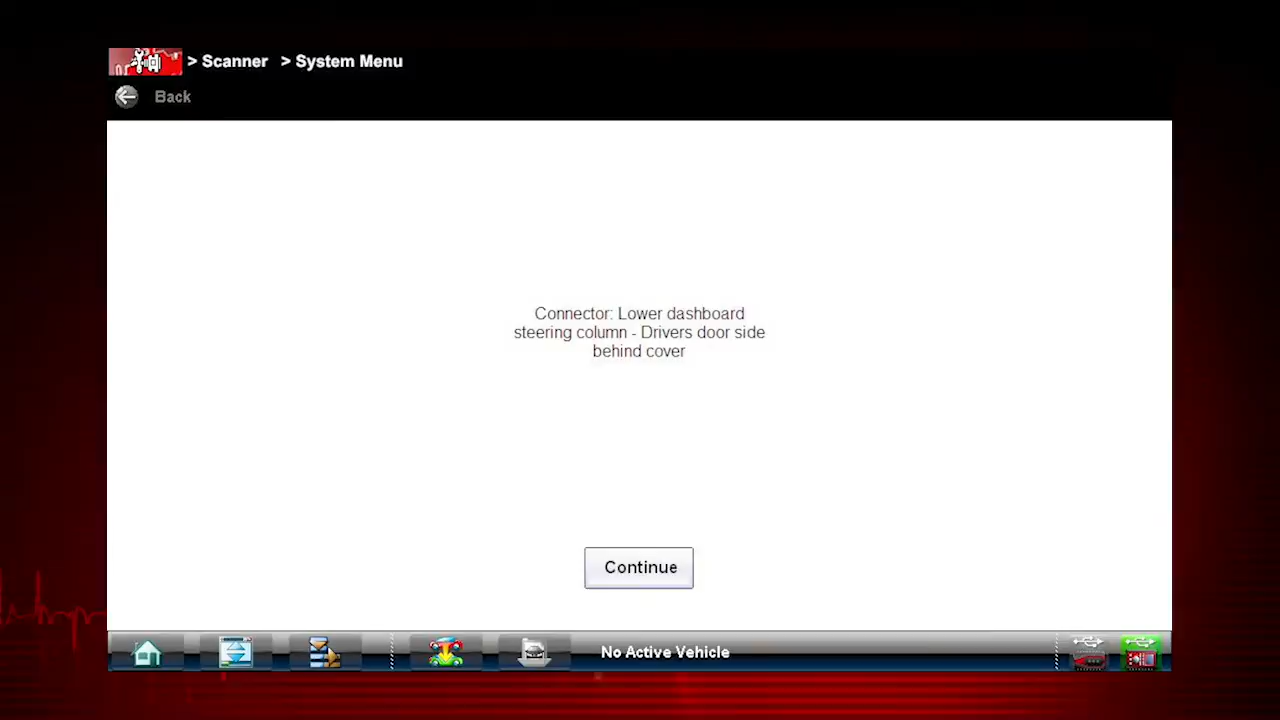 > Scanner > System Menu
Back
Connector: Lower dashboard
steering column - Drivers door side
behind cover
Continue
No Active Vehicle